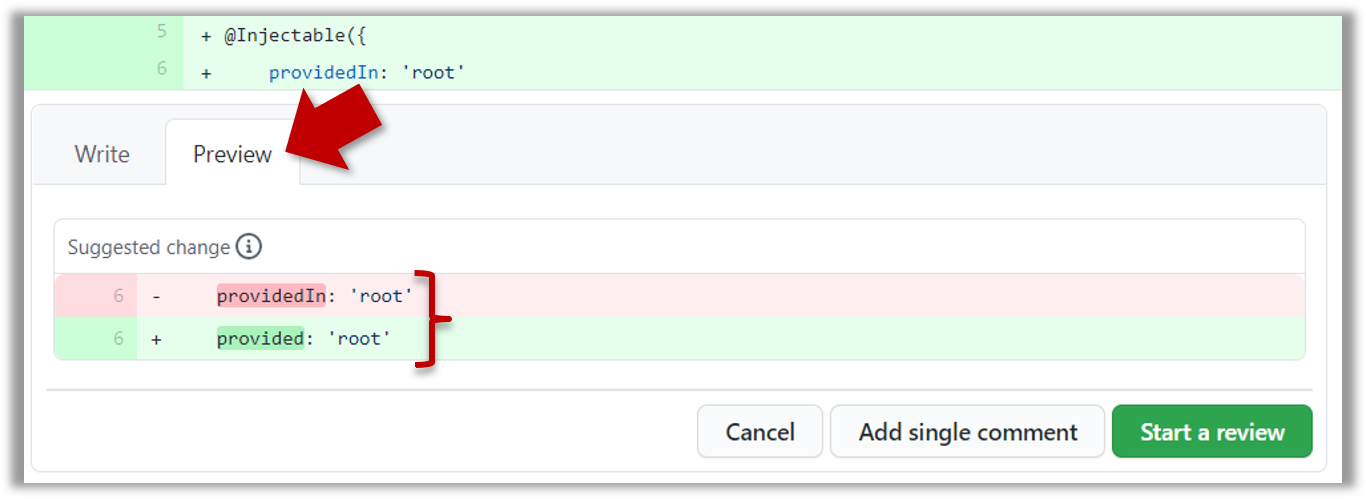 5 + @Injectable({
6 + providedIn: 'root'
Write Preview
Suggested change
6 - providedIn: 'root'
6 + provided: 'root'
Cancel Add single comment Start a review